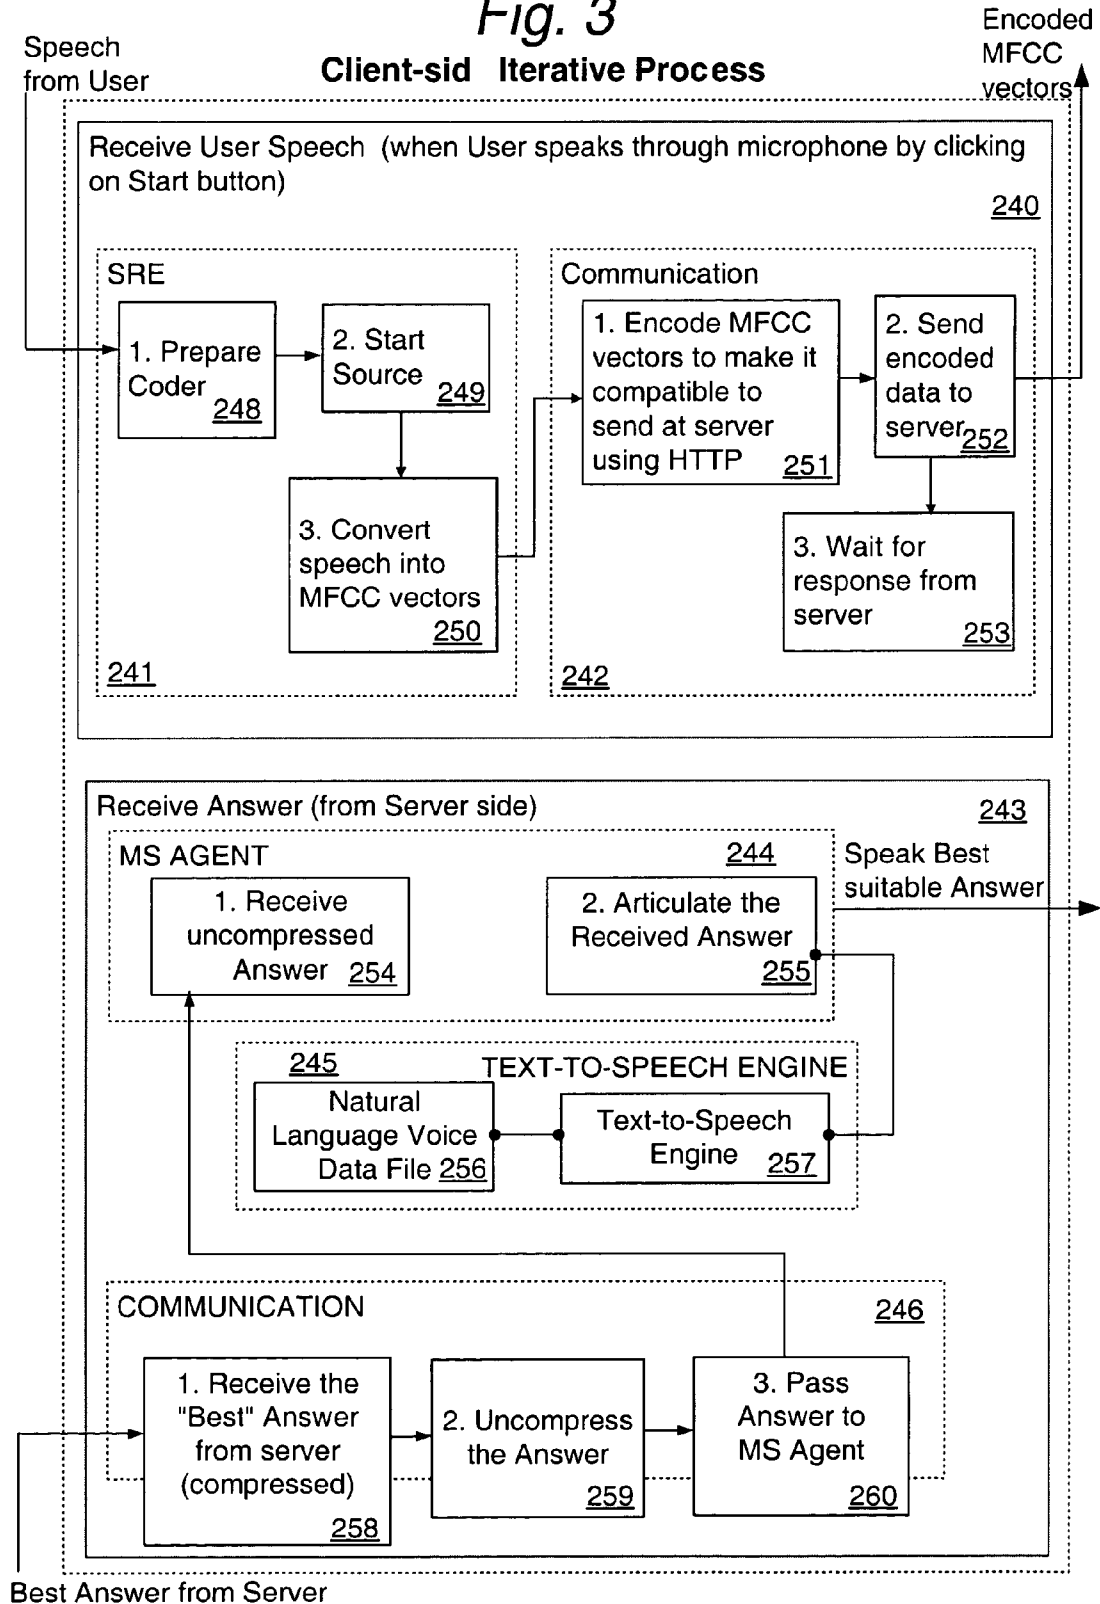 Fig. 3
Client-sid Iterative Process
Speech
from User
Encoded
MFCC
vectors
Receive User Speech (when User speaks through microphone by clicking
on Start button)
240
SRE
1. Prepare
Coder
248
2. Start
Source
249
3. Convert
speech into
MFCC vectors
250
241
Communication
1. Encode MFCC
vectors to make it
compatible to
send at server
using HTTP
251
2. Send
encoded
data to
server
252
3. Wait for
response from
server
253
242
Receive Answer (from Server side)
243
MS AGENT
244
1. Receive
uncompressed
Answer
254
2. Articulate the
Received Answer
255
Speak Best
suitable Answer
245
TEXT-TO-SPEECH ENGINE
Natural
Language Voice
Data File 256
Text-to-Speech
Engine
257
COMMUNICATION
246
1. Receive the
"Best" Answer
from server
(compressed)
258
2. Uncompress
the Answer
259
3. Pass
Answer to
MS Agent
260
Best Answer from Server